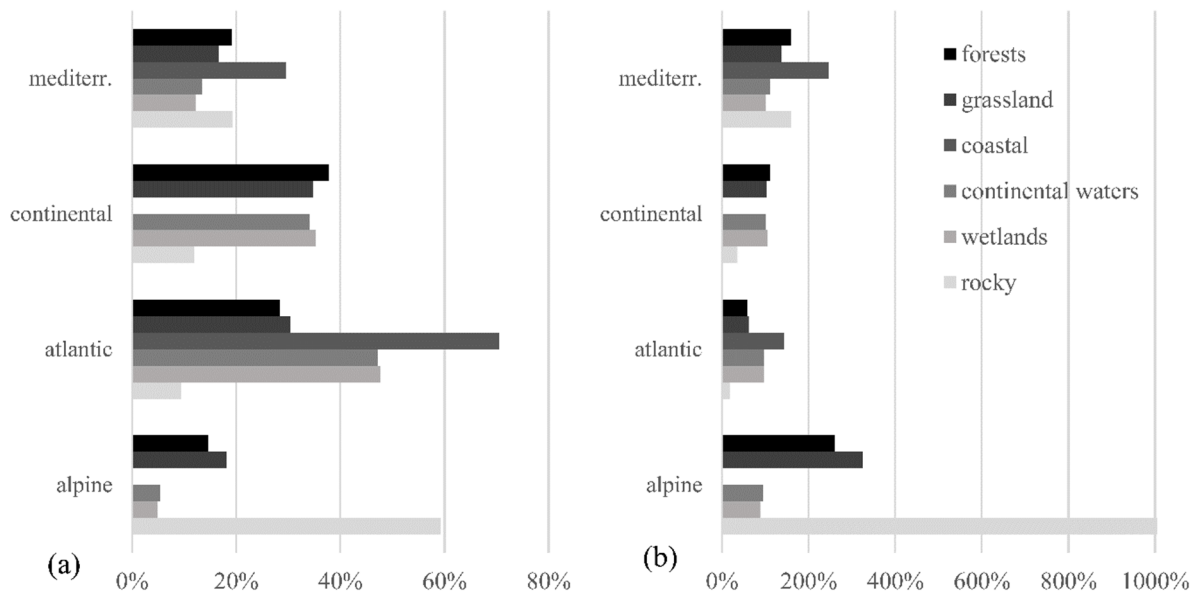 mediterr.
continental
atlantic
alpine
(a)
0% 20% 40% 60% 80%
mediterr.
continental
atlantic
alpine
(b)
0% 200% 400% 600% 800% 1000%
forests
grassland
coastal
continental waters
wetlands
rocky